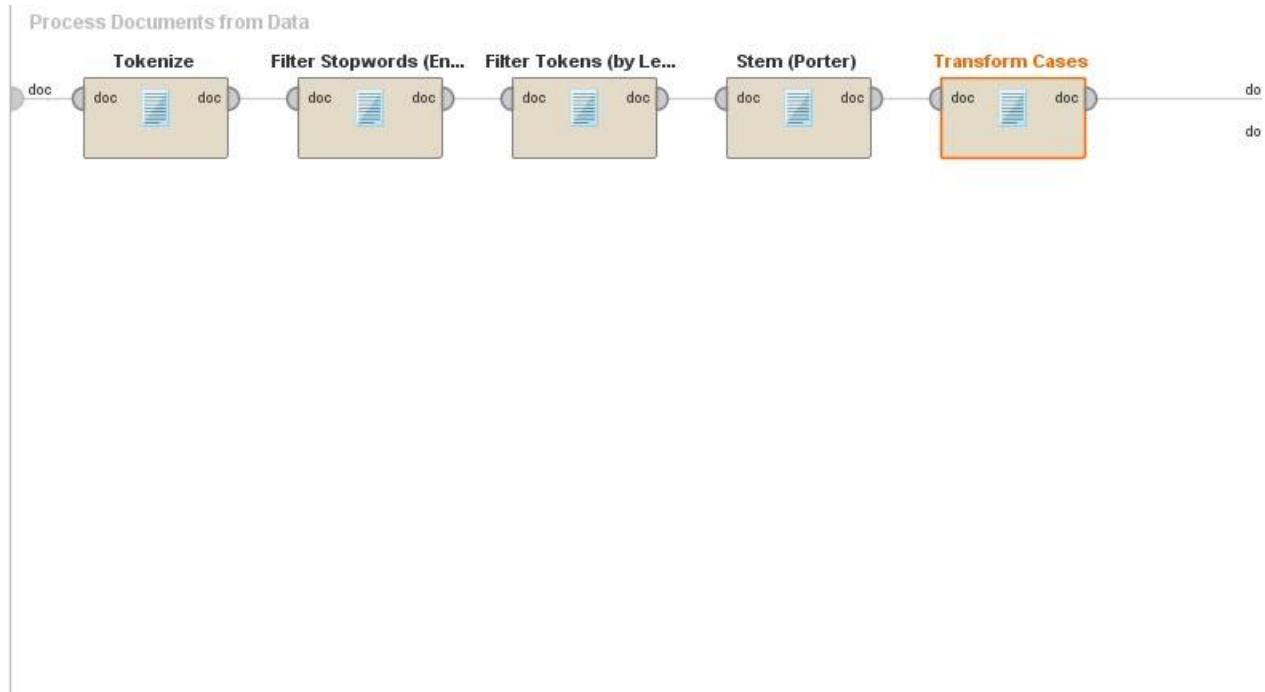 Process Documents from Data
Tokenize Filter Stopwords (En... Filter Tokens (by Le... Stem (Porter) Transform Cases
doc doc doc doc doc doc doc doc doc doc doc do
do